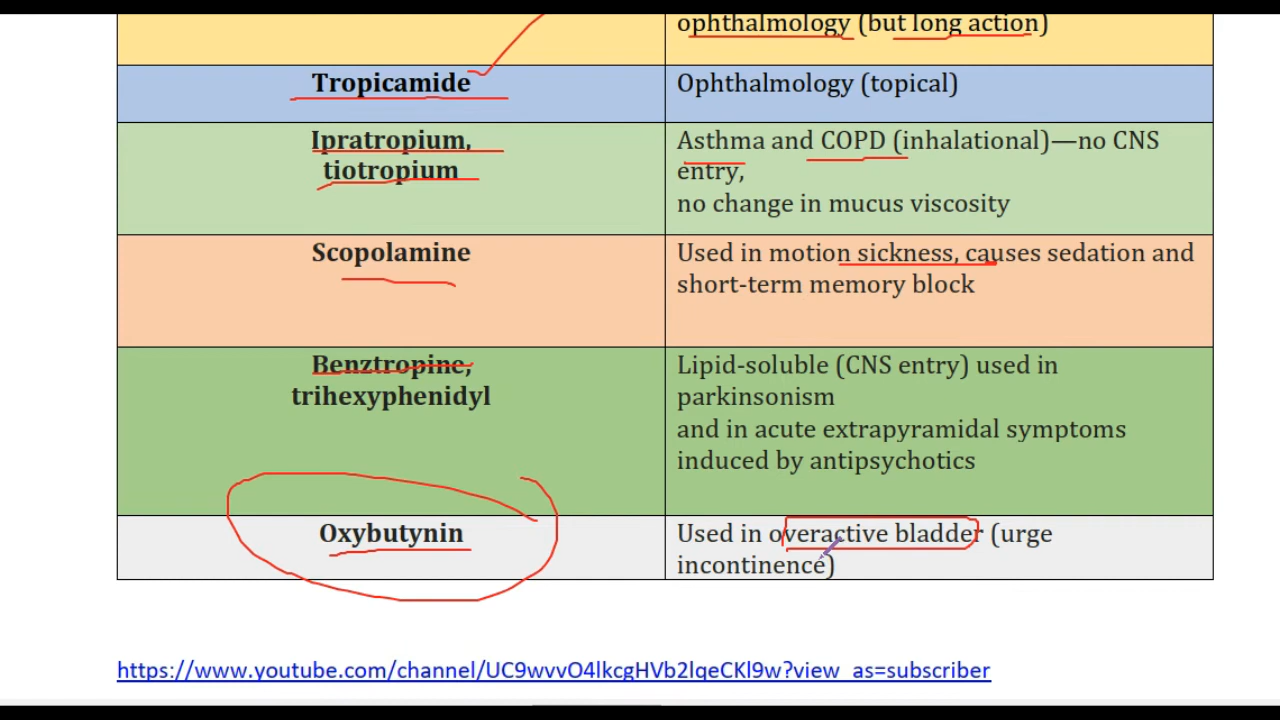 ophthalmology (but long action)
Tropicamide
Ophthalmology (topical)
Ipratropium,
tiotropium
Asthma and COPD (inhalational)—no CNS
entry,
no change in mucus viscosity
Scopolamine
Used in motion sickness, causes sedation and
short-term memory block
Benztropine,
trihexyphenidyl
Lipid-soluble (CNS entry) used in
parkinsonism
and in acute extrapyramidal symptoms
induced by antipsychotics
Oxybutynin
Used in overactive bladder (urge
incontinence)
https://www.youtube.com/channel/UC9wvvO4lkcgHVb2lqeCKl9w?view_as=subscriber